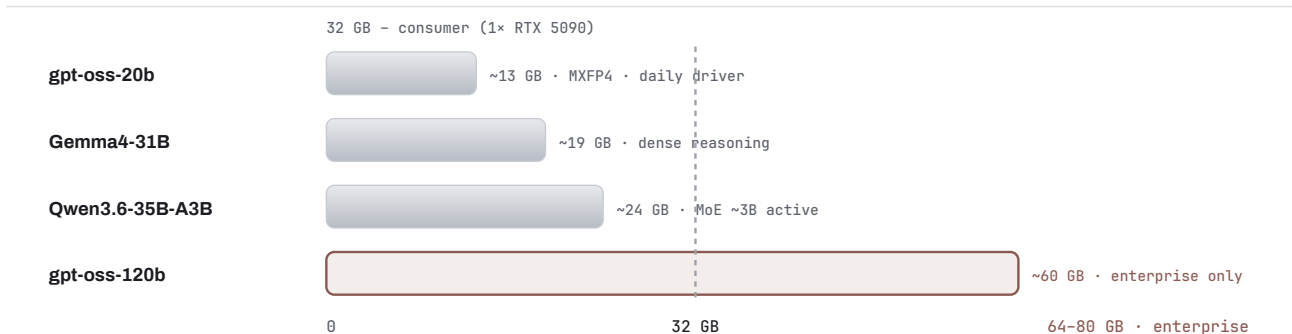 32 GB – consumer (1× RTX 5090)
gpt-oss-20b ~13 GB · MXFP4 · daily driver
Gemma4-31B ~19 GB · dense reasoning
Qwen3.6-35B-A3B ~24 GB · MoE ~3B active
gpt-oss-120b ~60 GB · enterprise only
0 32 GB 64–80 GB · enterprise